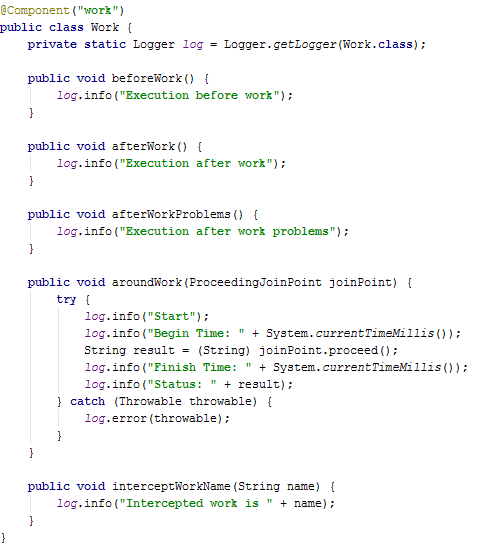 @Component("work")
public class Work {
    private static Logger log = Logger.getLogger(Work.class);

    public void beforeWork() {
        log.info("Execution before work");
    }

    public void afterWork() {
        log.info("Execution after work");
    }

    public void afterWorkProblems() {
        log.info("Execution after work problems");
    }

    public void aroundWork(ProceedingJoinPoint joinPoint) {
        try {
            log.info("Start");
            log.info("Begin Time: " + System.currentTimeMillis());
            String result = (String) joinPoint.proceed();
            log.info("Finish Time: " + System.currentTimeMillis());
            log.info("Status: " + result);
        } catch (Throwable throwable) {
            log.error(throwable);
        }
    }

    public void interceptWorkName(String name) {
        log.info("Intercepted work is " + name);
    }
}